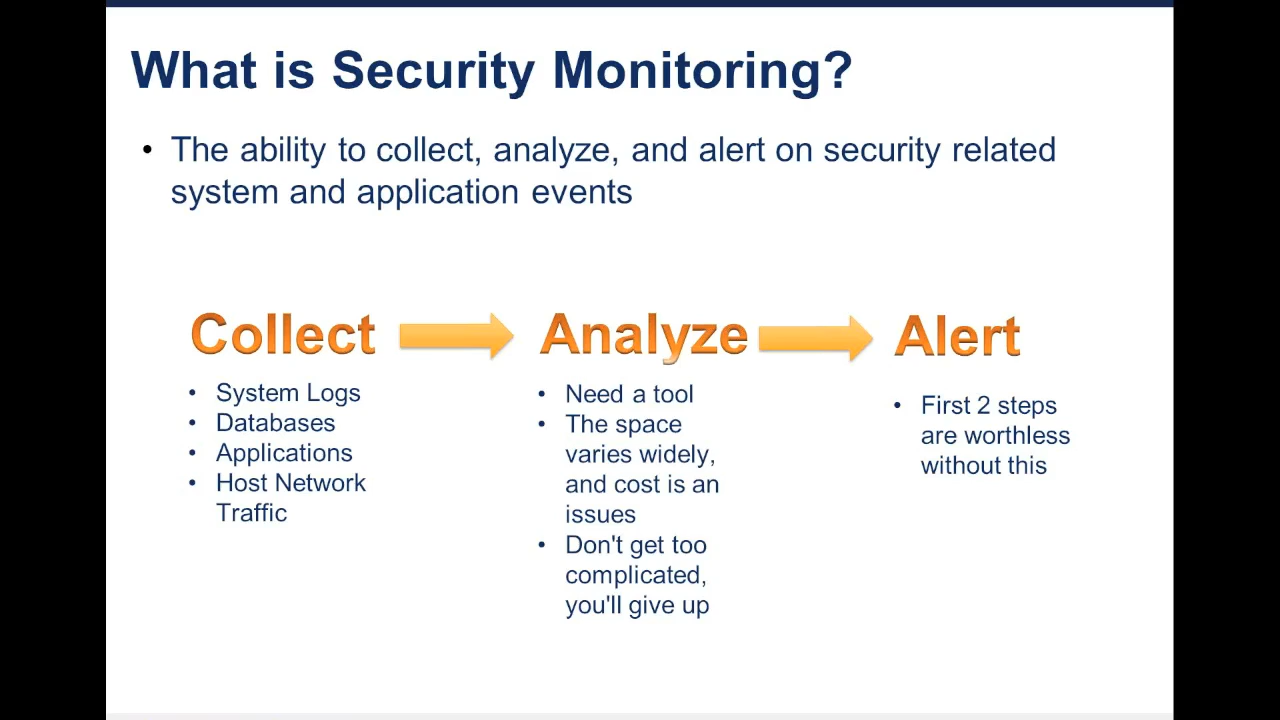 What is Security Monitoring?
• The ability to collect, analyze, and alert on security related
system and application events
Collect
• System Logs
• Databases
• Applications
• Host Network
Traffic
Analyze
• Need a tool
• The space
varies widely,
and cost is an
issues
• Don't get too
complicated,
you'll give up
Alert
• First 2 steps
are worthless
without this